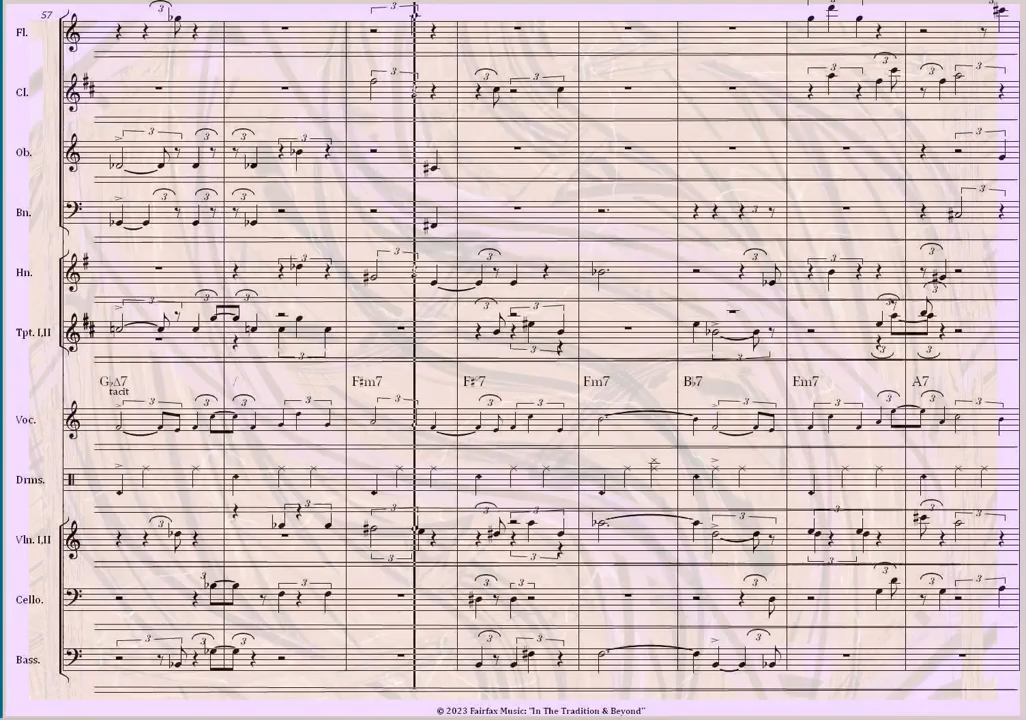 57
Fl.
Cl.
Ob.
Bn.
Hn.
Tpt. I,II
G♭Δ7 / F♯m7 F♯7 Fm7 B♭7 Em7 A7
tacit
Voc.
Drms.
Vln. I,II
Cello.
Bass.
© 2023 Fairfax Music: "In The Tradition & Beyond"